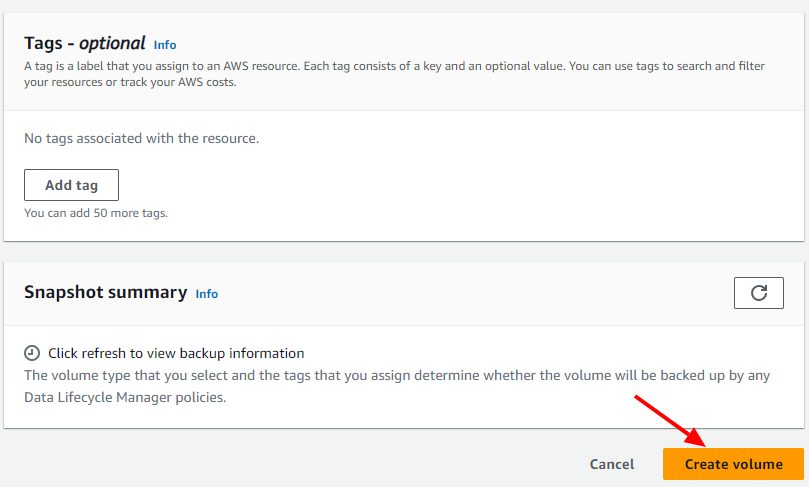 Tags - optional Info
A tag is a label that you assign to an AWS resource. Each tag consists of a key and an optional value. You can use tags to search and filter
your resources or track your AWS costs.
No tags associated with the resource.
Add tag
You can add 50 more tags.
Snapshot summary Info
Click refresh to view backup information
The volume type that you select and the tags that you assign determine whether the volume will be backed up by any
Data Lifecycle Manager policies.
Cancel Create volume